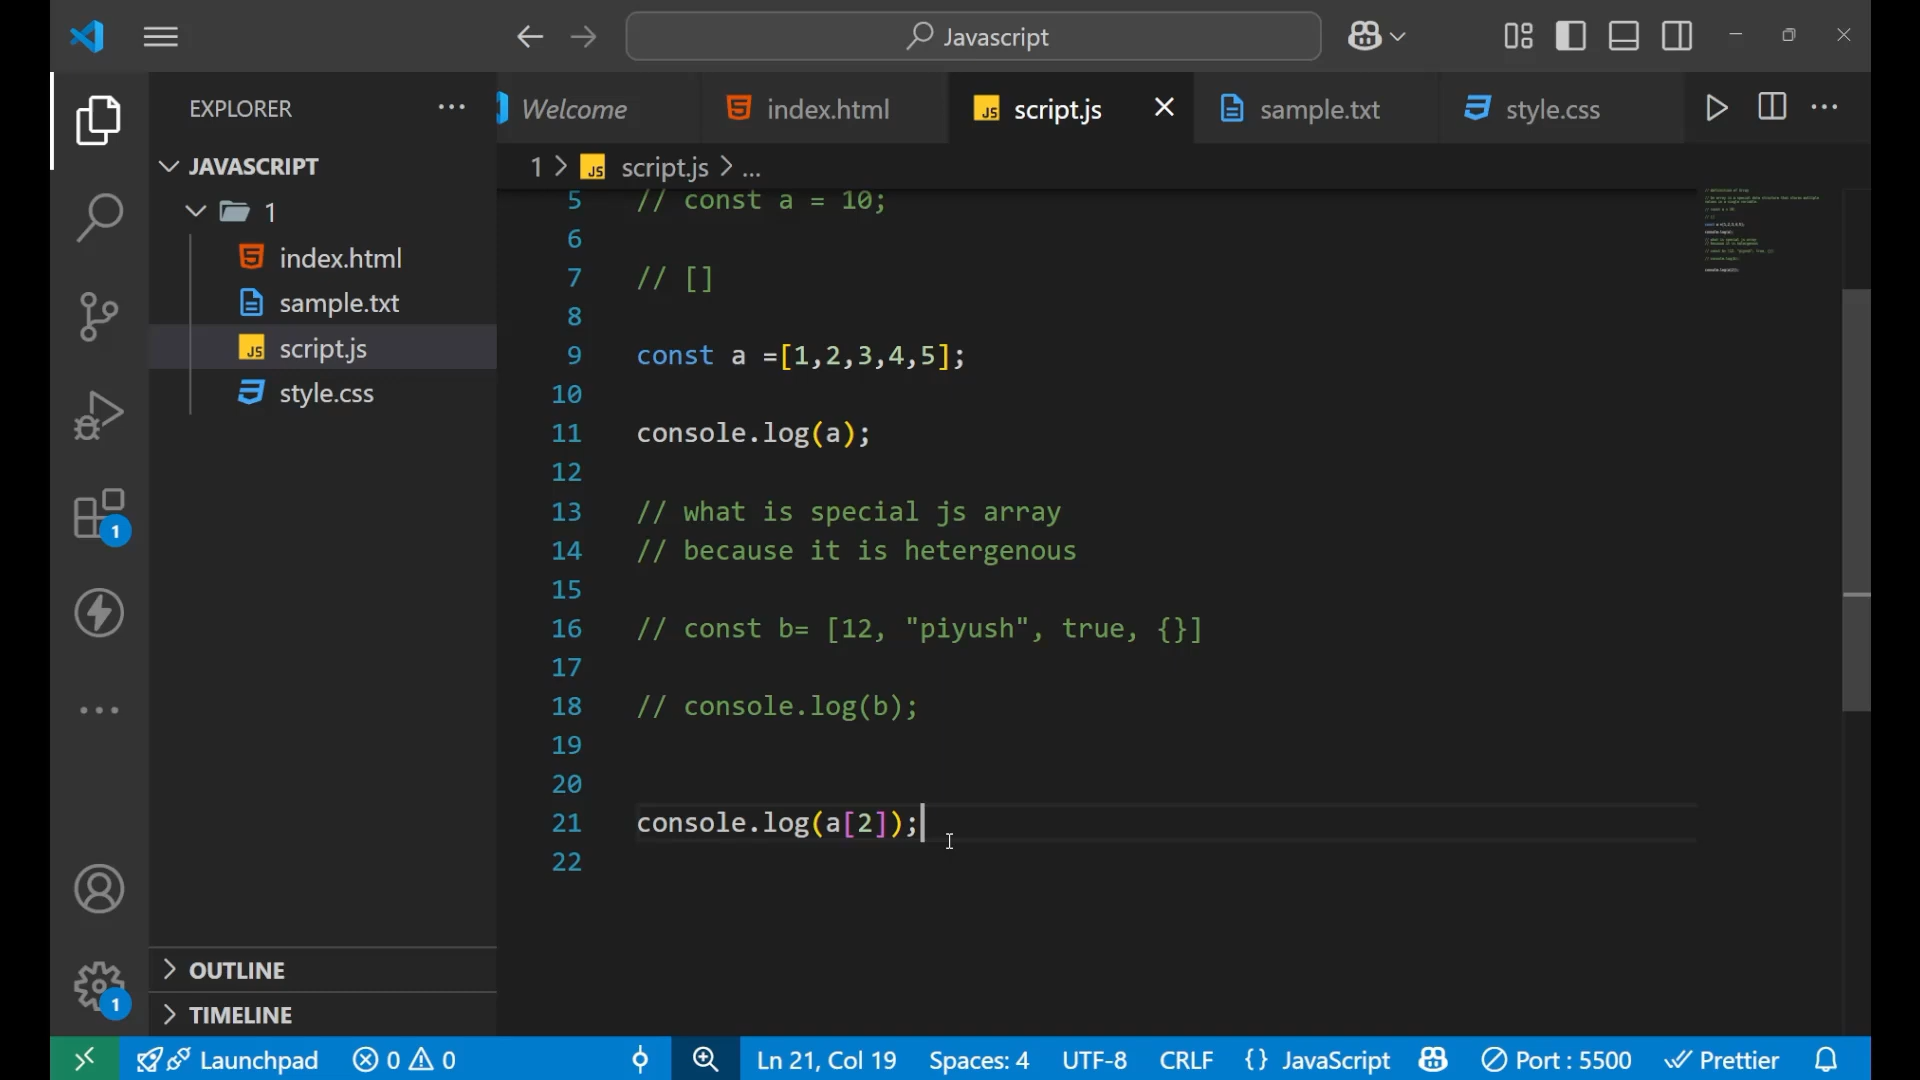 Javascript
EXPLORER
Welcome
index.html
script.js
sample.txt
style.css
JAVASCRIPT
1
index.html
sample.txt
script.js
style.css
1 > script.js > ...
5 // const a = 10;
6
7 // []
8
9 const a =[1,2,3,4,5];
10
11 console.log(a);
12
13 // what is special js array
14 // because it is hetergenous
15
16 // const b= [12, "piyush", true, {}]
17
18 // console.log(b);
19
20
21 console.log(a[2]);
22
1
1
OUTLINE
TIMELINE
Launchpad 0 0 Ln 21, Col 19 Spaces: 4 UTF-8 CRLF {} JavaScript Port : 5500 Prettier